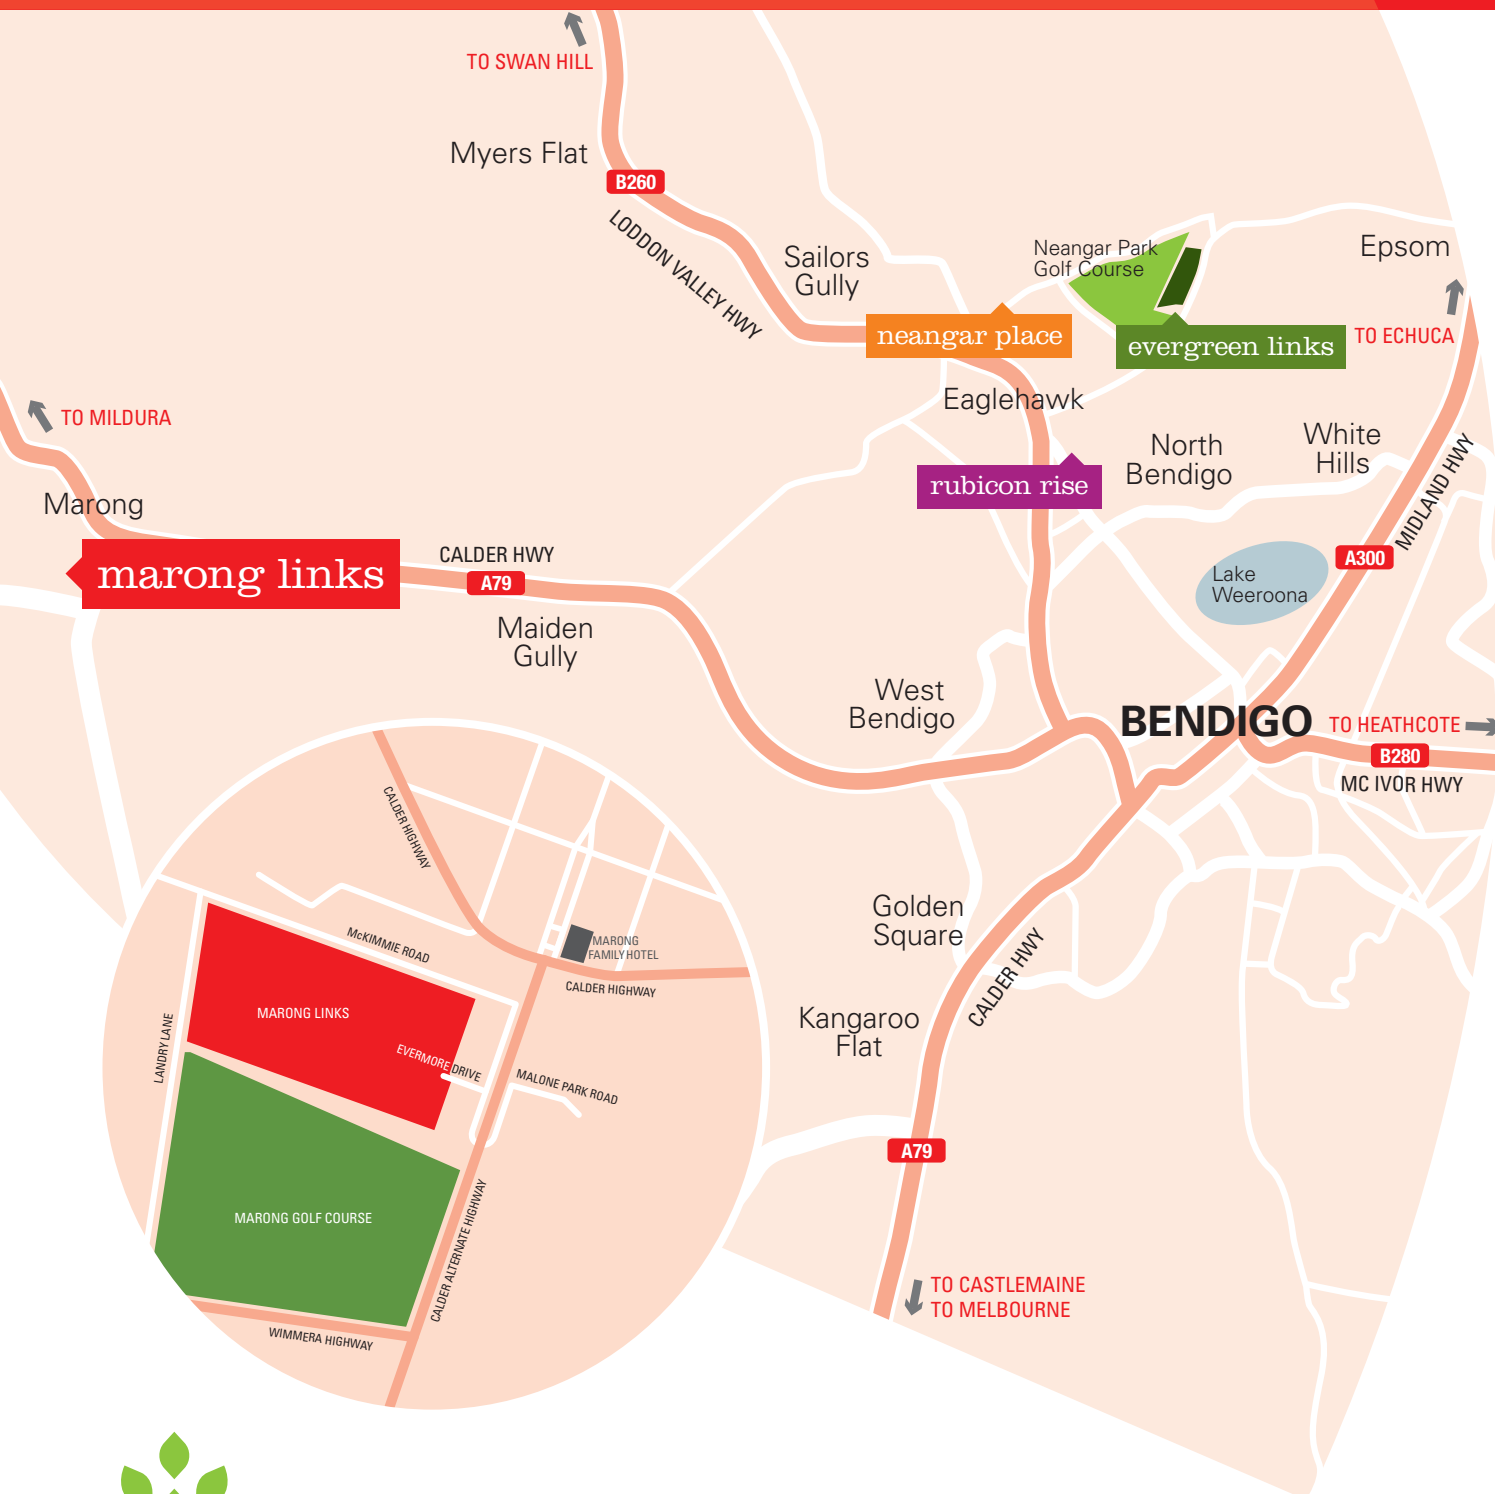 TO SWAN HILL
Myers Flat
B260
LODDON VALLEY HWY
Sailors
Gully
Neangar Park
Golf Course
Epsom
neangar place
evergreen links
TO ECHUCA
Eaglehawk
TO MILDURA
North
Bendigo
White
Hills
MIDLAND HWY
rubicon rise
Marong
marong links
CALDER HWY
A79
A300
Lake
Weeroona
Maiden
Gully
West
Bendigo
BENDIGO
TO HEATHCOTE
B280
MC IVOR HWY
CALDER HIGHWAY
Golden
Square
McKIMMIE ROAD
MARONG
FAMILY HOTEL
CALDER HIGHWAY
CALDER HWY
MARONG LINKS
LANDRY LANE
EVERMORE DRIVE
MALONE PARK ROAD
Kangaroo
Flat
A79
MARONG GOLF COURSE
CALDER ALTERNATE HIGHWAY
WIMMERA HIGHWAY
TO CASTLEMAINE
TO MELBOURNE